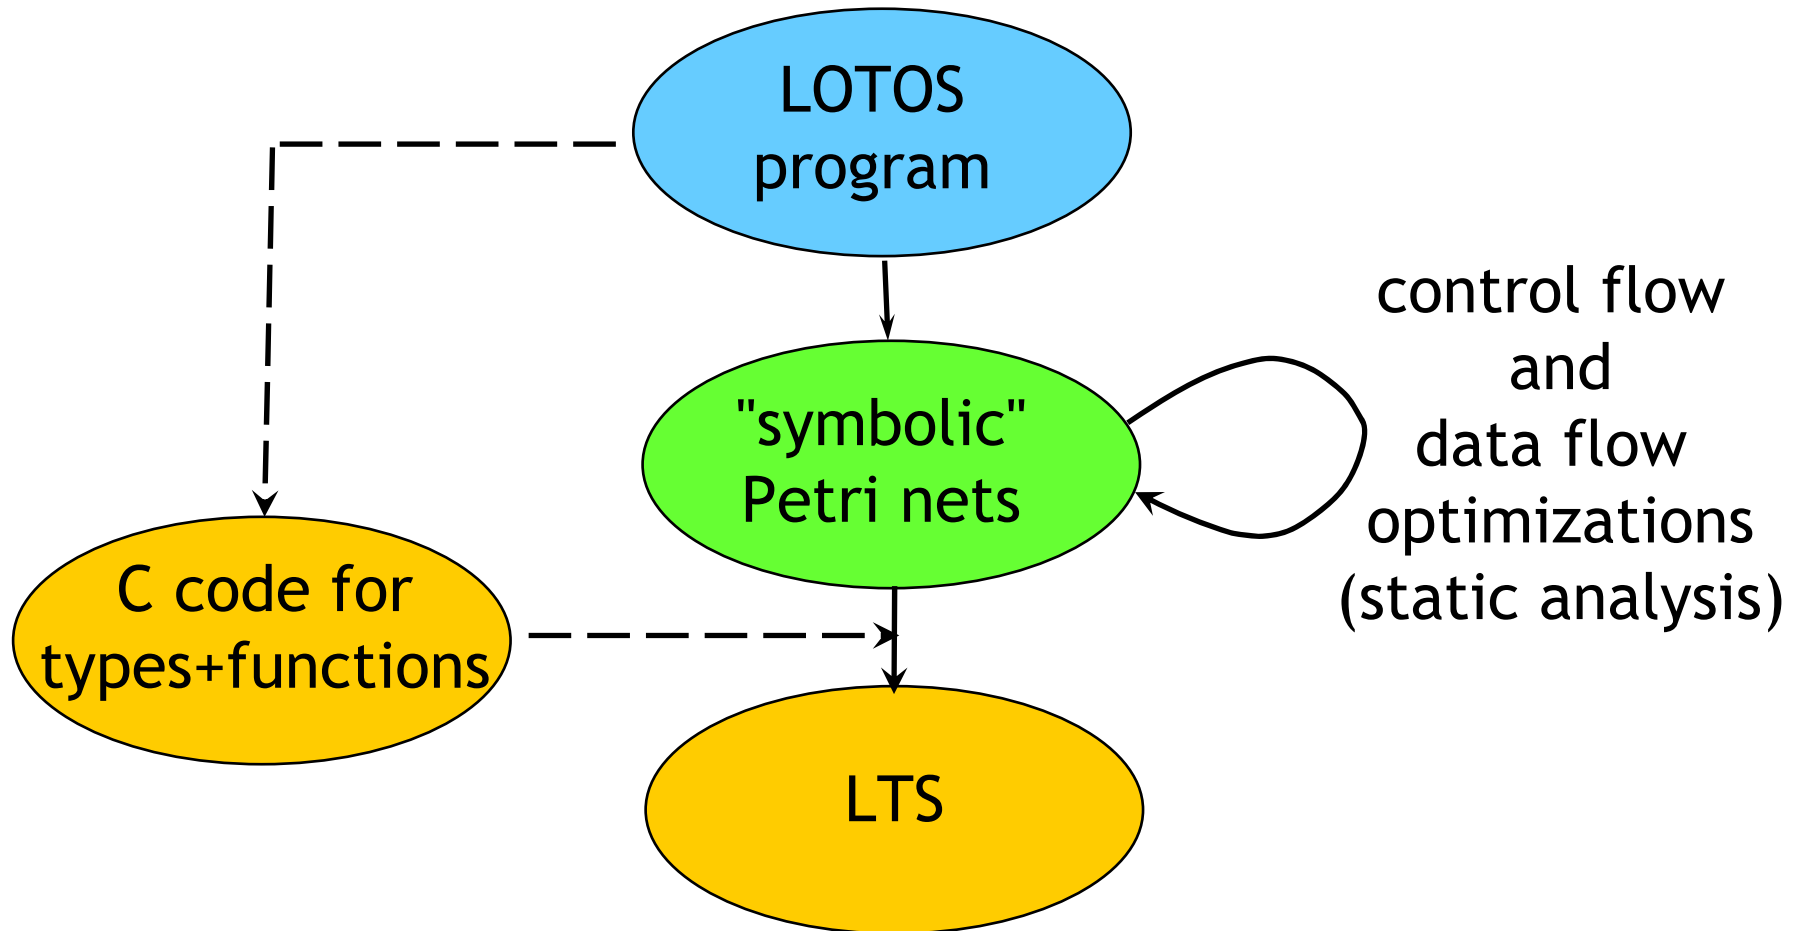 LOTOS
program
control flow
and
data flow
optimizations
(static analysis)
"symbolic"
Petri nets
C code for
types+functions
LTS